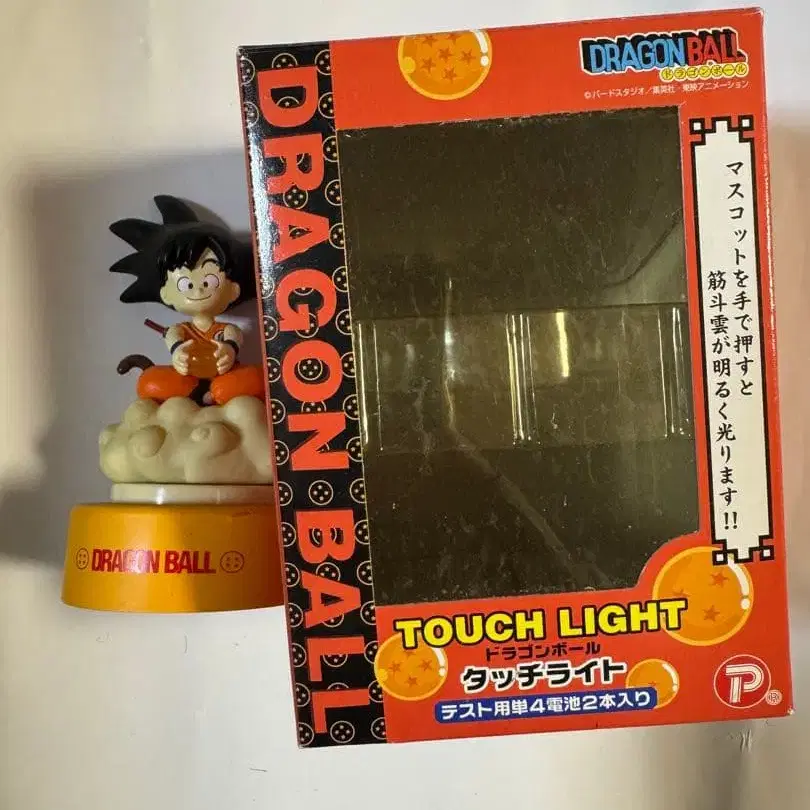 DRAGON BALL
DRAGON BALL
ドラゴンボール
©バードスタジオ/集英社・東映アニメーション
マスコットを手で押すと
筋斗雲が明るく光ります!!
DRAGON BALL
TOUCH LIGHT
ドラゴンボール
タッチライト
テスト用単4電池2本入り
P